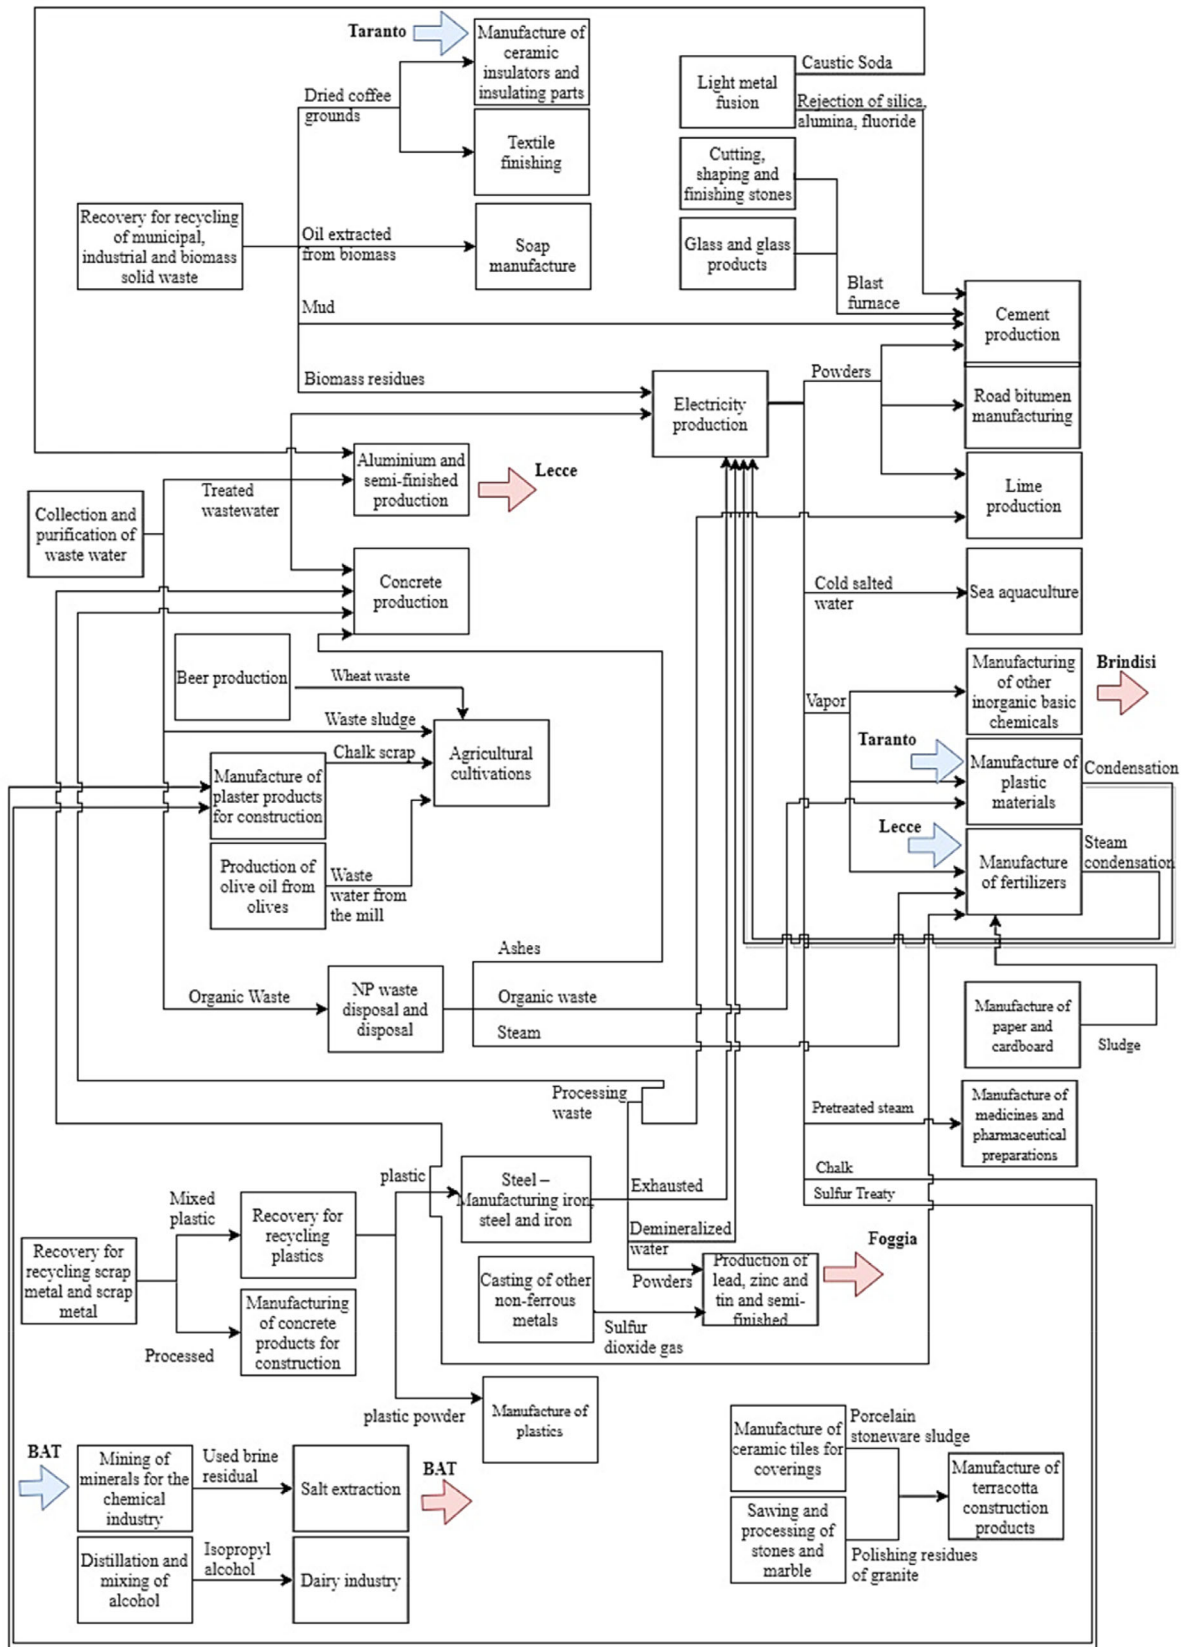 Taranto
Manufacture of
ceramic
insulators and
insulating parts
Light metal
fusion
Caustic Soda
Rejection of silica,
alumina, fluoride
Dried coffee
grounds
Textile
finishing
Cutting,
shaping and
finishing stones
Recovery for recycling
of municipal,
industrial and biomass
solid waste
Oil extracted
from biomass
Soap
manufacture
Glass and glass
products
Blast
furnace
Mud
Cement
production
Biomass residues
Electricity
production
Powders
Road bitumen
manufacturing
Aluminium and
semi-finished
production
Lecce
Treated
wastewater
Lime
production
Collection and
purification of
waste water
Concrete
production
Cold salted
water
Sea aquaculture
Beer production
Wheat waste
Manufacturing
of other
inorganic basic
chemicals
Brindisi
Vapor
Waste sludge
Chalk scrap
Agricultural
cultivations
Taranto
Manufacture of
plastic
materials
Condensation
Manufacture of
plaster products
for construction
Lecce
Manufacture
of fertilizers
Steam
condensation
Production of
olive oil from
olives
Waste
water from
the mill
Ashes
Organic Waste
NP waste
disposal and
disposal
Organic waste
Steam
Manufacture of
paper and
cardboard
Sludge
Processing
waste
Pretreated steam
Manufacture of
medicines and
pharmaceutical
preparations
plastic
Steel –
Manufacturing iron,
steel and iron
Exhausted
Chalk
Sulfur Treaty
Mixed
plastic
Recovery for
recycling
plastics
Demineralized
water
Foggia
Recovery for
recycling scrap
metal and scrap
metal
Powders
Production of
lead, zinc and
tin and semi-
finished
Casting of other
non-ferrous
metals
Sulfur
dioxide gas
Manufacturing
of concrete
products for
construction
Processed
plastic powder
Manufacture of
plastics
BAT
Mining of
minerals for the
chemical
industry
Used brine
residual
Salt extraction
BAT
Manufacture of
ceramic tiles for
coverings
Porcelain
stoneware sludge
Manufacture of
terracotta
construction
products
Sawing and
processing of
stones and
marble
Polishing residues
of granite
Distillation and
mixing of
alcohol
Isopropyl
alcohol
Dairy industry